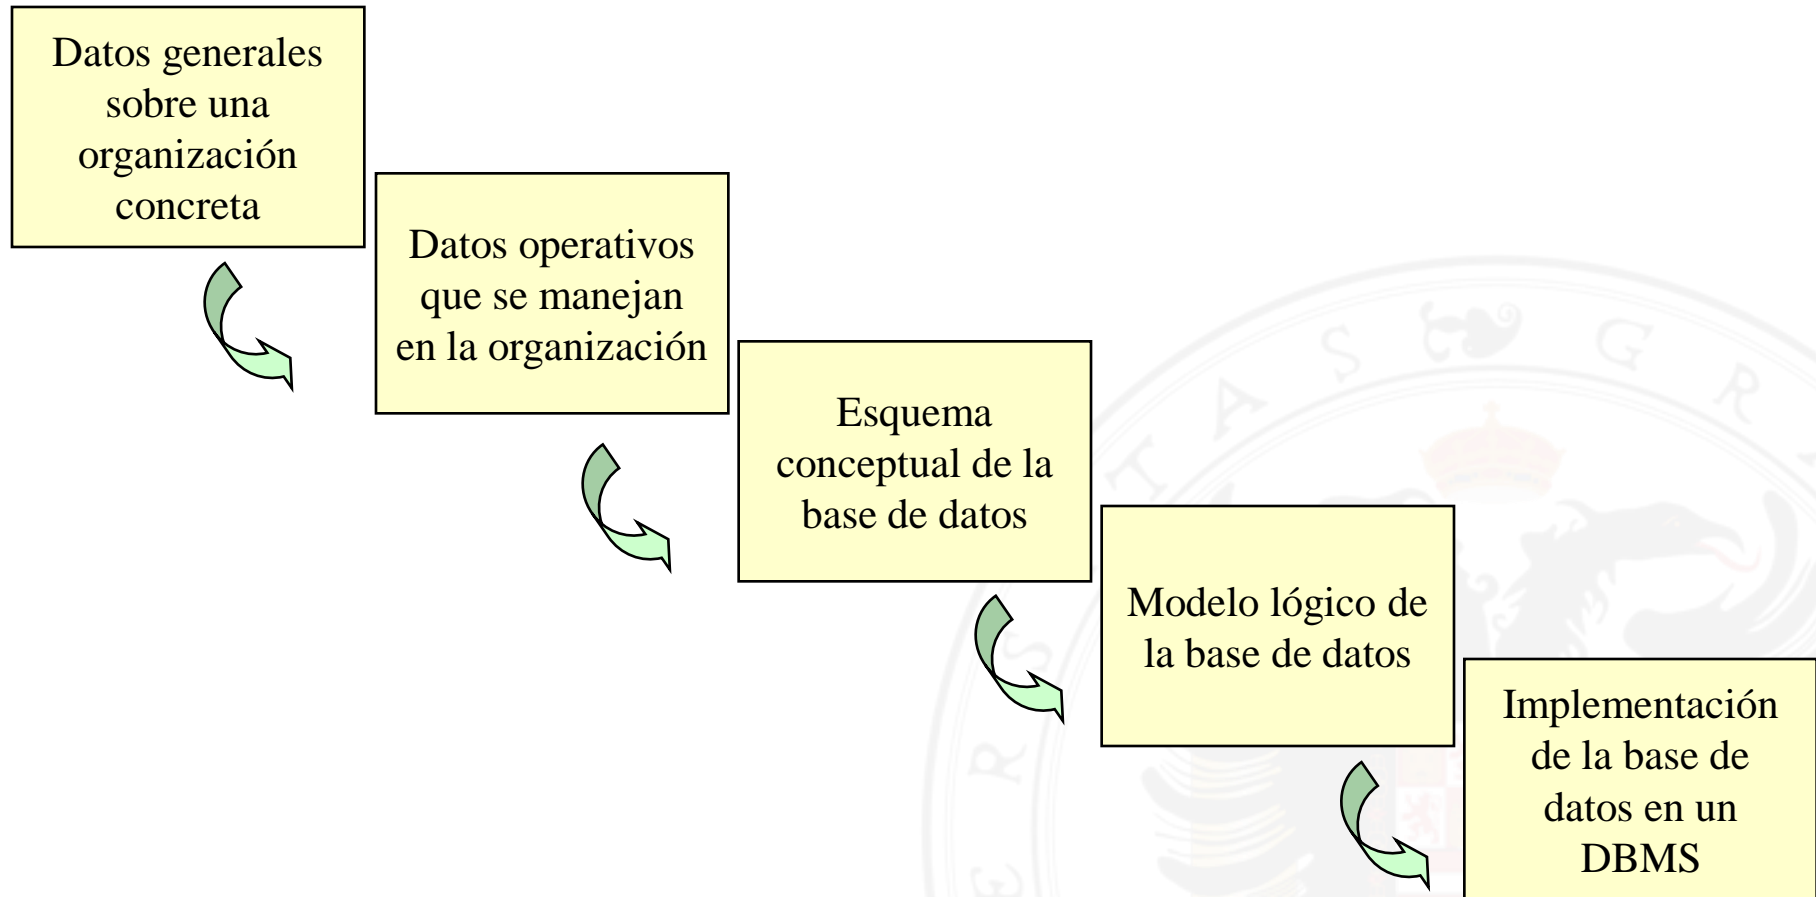 Datos generales
sobre una
organización
concreta
Datos operativos
que se manejan
en la organización
Esquema
conceptual de la
base de datos
Modelo lógico de
la base de datos
Implementación
de la base de
datos en un
DBMS